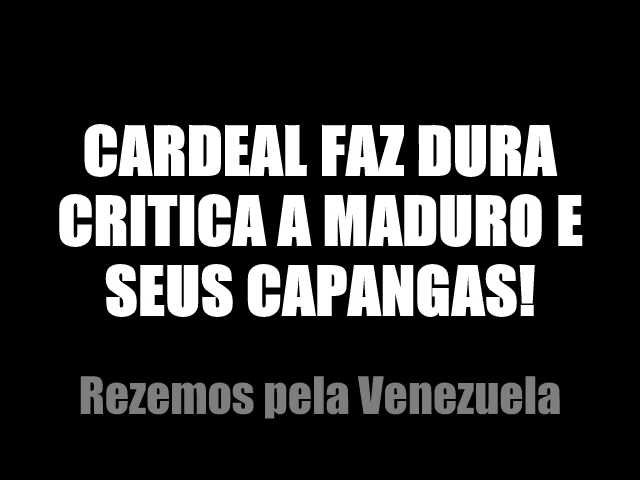 CARDEAL FAZ DURA
CRITICA A MADURO E
SEUS CAPANGAS!
Rezemos pela Venezuela